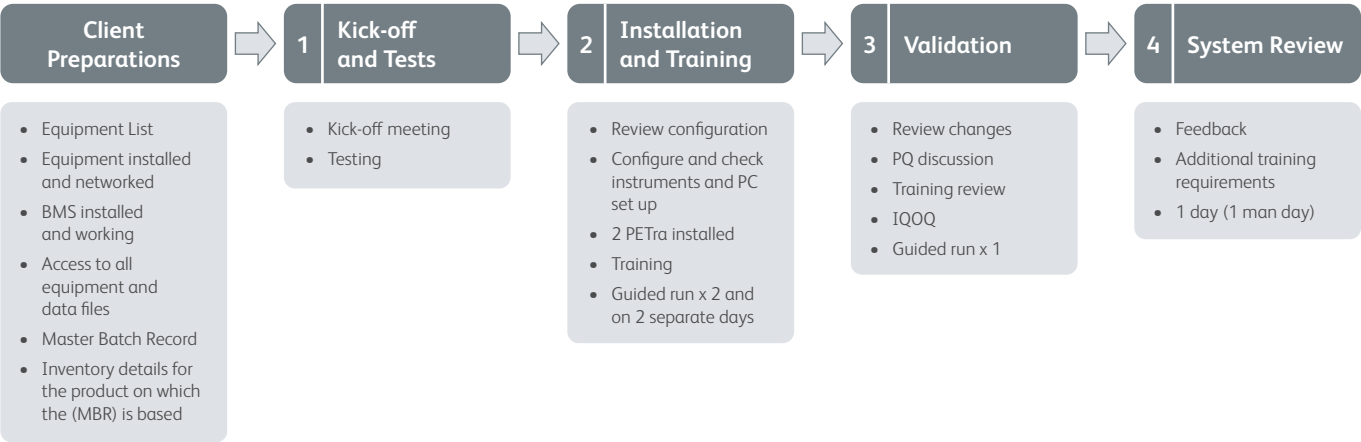 Client
Preparations
• Equipment List
• Equipment installed
and networked
• BMS installed
and working
• Access to all
equipment and
data files
• Master Batch Record
• Inventory details for
the product on which
the (MBR) is based
1
Kick-off
and Tests
• Kick-off meeting
• Testing
2
Installation
and Training
• Review configuration
• Configure and check
instruments and PC
set up
• 2 PETra installed
• Training
• Guided run x 2 and
on 2 separate days
3
Validation
• Review changes
• PQ discussion
• Training review
• IQOQ
• Guided run x 1
4
System Review
• Feedback
• Additional training
requirements
• 1 day (1 man day)